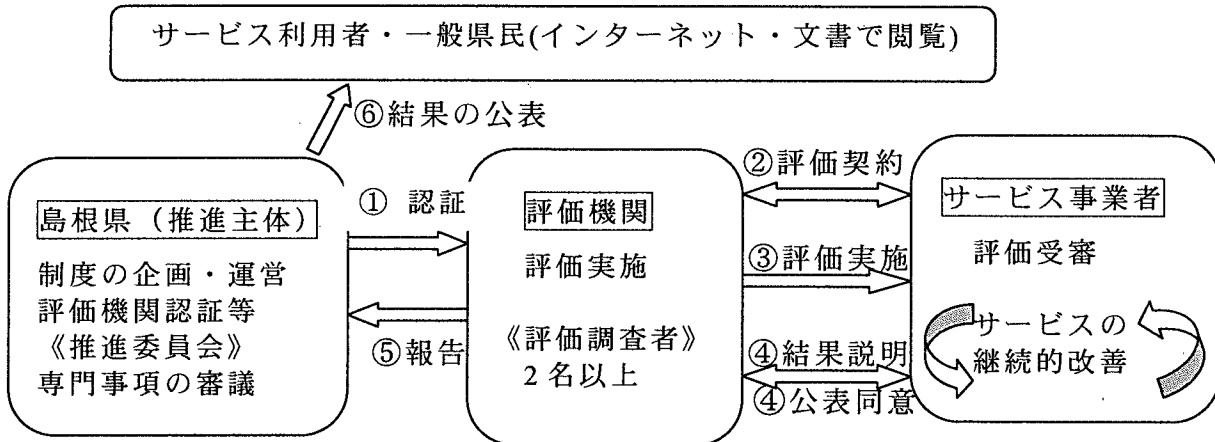 サービス利用者・一般県民(インターネット・文書で閲覧)
⑥結果の公表
島根県（推進主体）
制度の企画・運営
評価機関認証等
《推進委員会》
専門事項の審議
① 認証
⑤報告
評価機関
評価実施
《評価調査者》
2名以上
②評価契約
③評価実施
④結果説明
④公表同意
サービス事業者
評価受審
サービスの
継続的改善